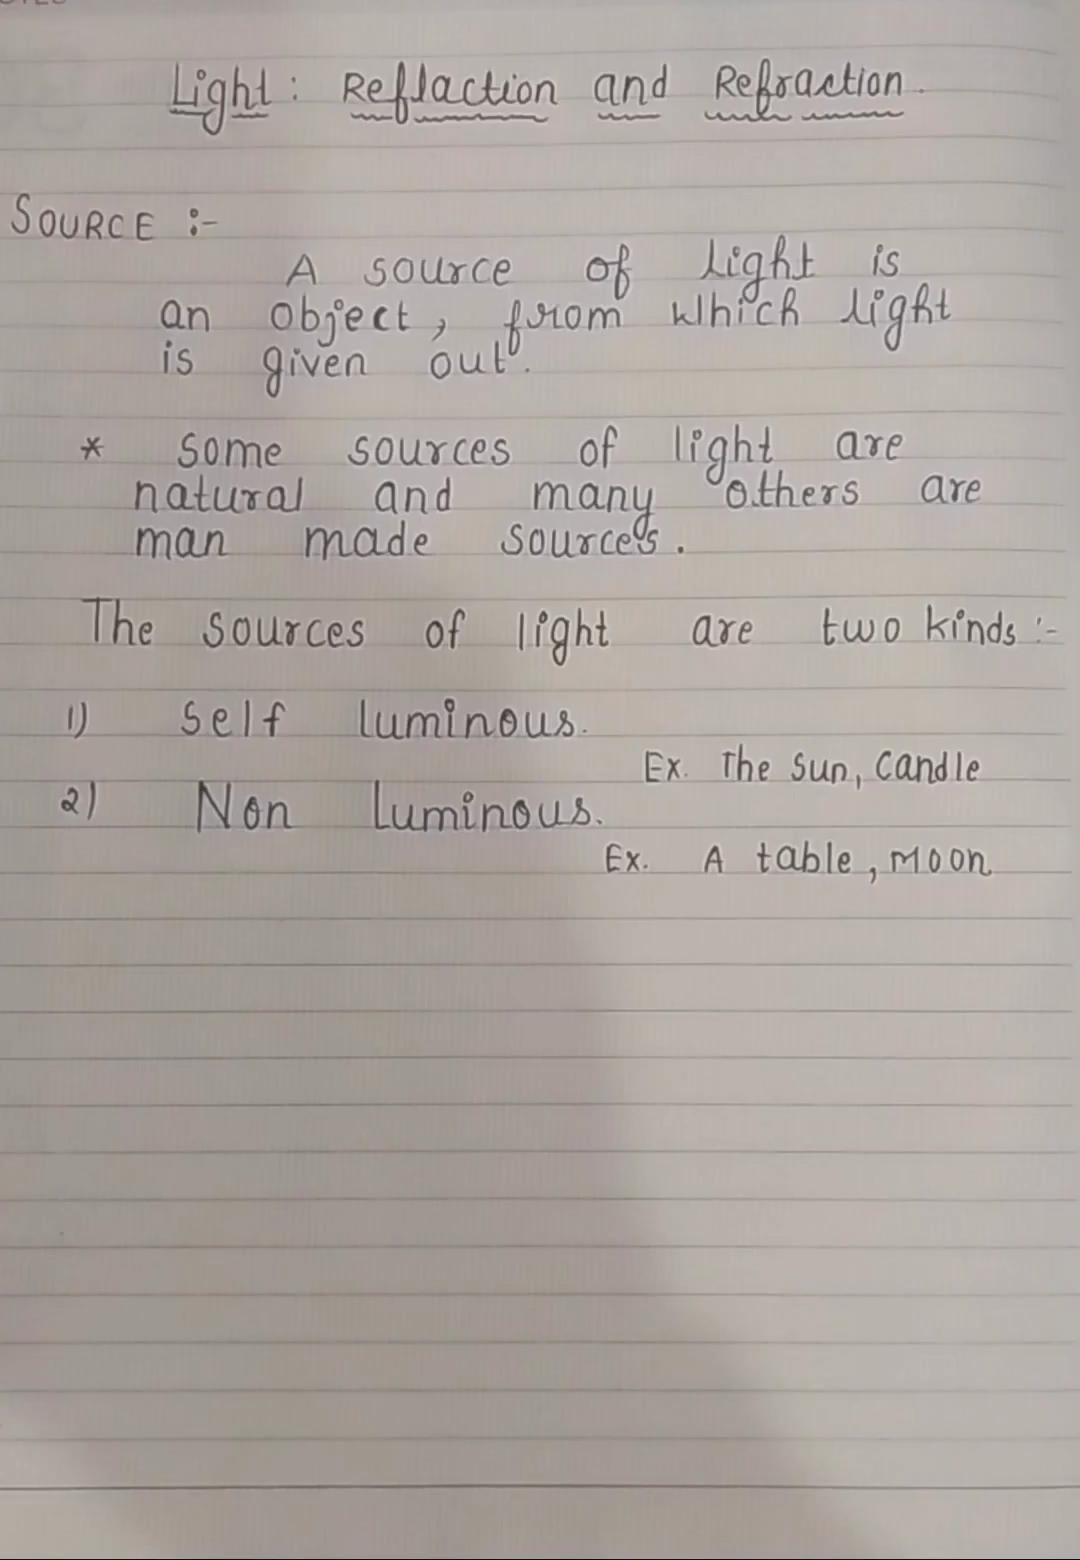 Light : Reflaction and Refraction.
SOURCE :-
A source of light is
an object, from which light
is given out.
* some sources of light are
natural and many others are
man made sources.
The sources of light are two kinds :-
1) Self luminous.
Ex. The Sun, Candle
2) Non luminous.
Ex. A table, Moon